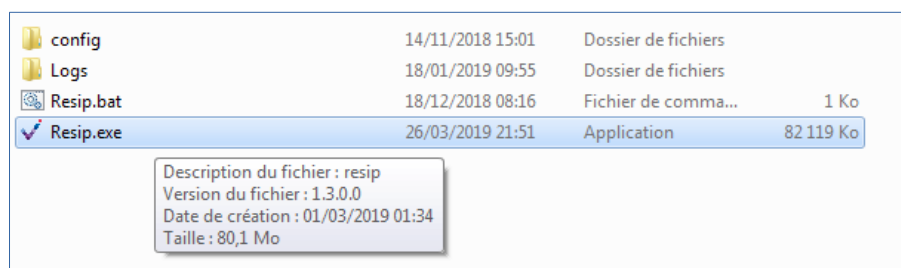 config 14/11/2018 15:01 Dossier de fichiers
Logs 18/01/2019 09:55 Dossier de fichiers
Resip.bat 18/12/2018 08:16 Fichier de comma... 1 Ko
Resip.exe 26/03/2019 21:51 Application 82 119 Ko
Description du fichier : resip
Version du fichier : 1.3.0.0
Date de création : 01/03/2019 01:34
Taille : 80,1 Mo